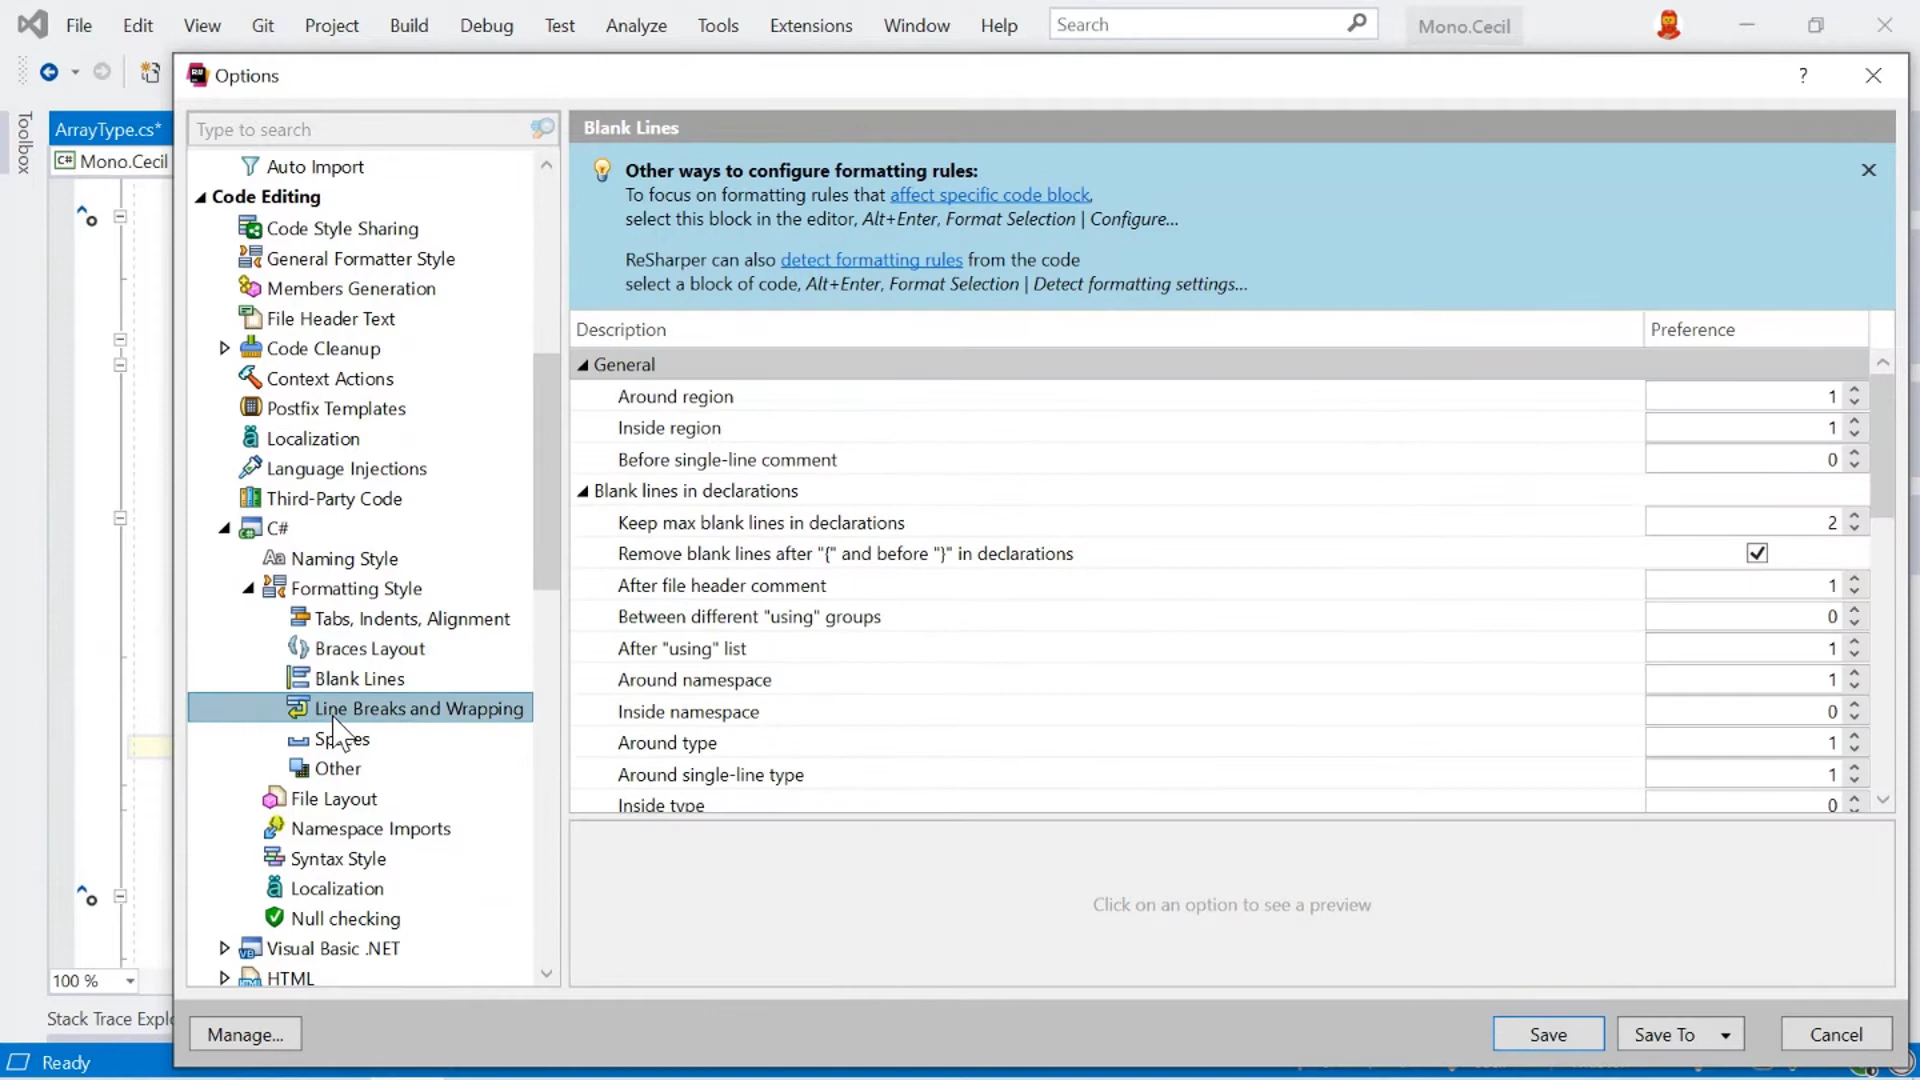 File Edit View Git Project Build Debug Test Analyze Tools Extensions Window Help Search Mono.Cecil
R# Options ?
Toolbox
ArrayType.cs*
C# Mono.Cecil
Type to search
Auto Import
Code Editing
Code Style Sharing
General Formatter Style
Members Generation
File Header Text
Code Cleanup
Context Actions
Postfix Templates
Localization
Language Injections
Third-Party Code
C#
Naming Style
Formatting Style
Tabs, Indents, Alignment
Braces Layout
Blank Lines
Line Breaks and Wrapping
Spaces
Other
File Layout
Namespace Imports
Syntax Style
Localization
Null checking
Visual Basic .NET
HTML
Blank Lines
Other ways to configure formatting rules:
To focus on formatting rules that affect specific code block,
select this block in the editor, Alt+Enter, Format Selection | Configure...
ReSharper can also detect formatting rules from the code
select a block of code, Alt+Enter, Format Selection | Detect formatting settings...
Description Preference
General
Around region 1
Inside region 1
Before single-line comment 0
Blank lines in declarations
Keep max blank lines in declarations 2
Remove blank lines after "{" and before "}" in declarations
After file header comment 1
Between different "using" groups 0
After "using" list 1
Around namespace 1
Inside namespace 0
Around type 1
Around single-line type 1
Inside type 0
Click on an option to see a preview
100 %
Stack Trace Explo
Manage... Save Save To Cancel
Ready